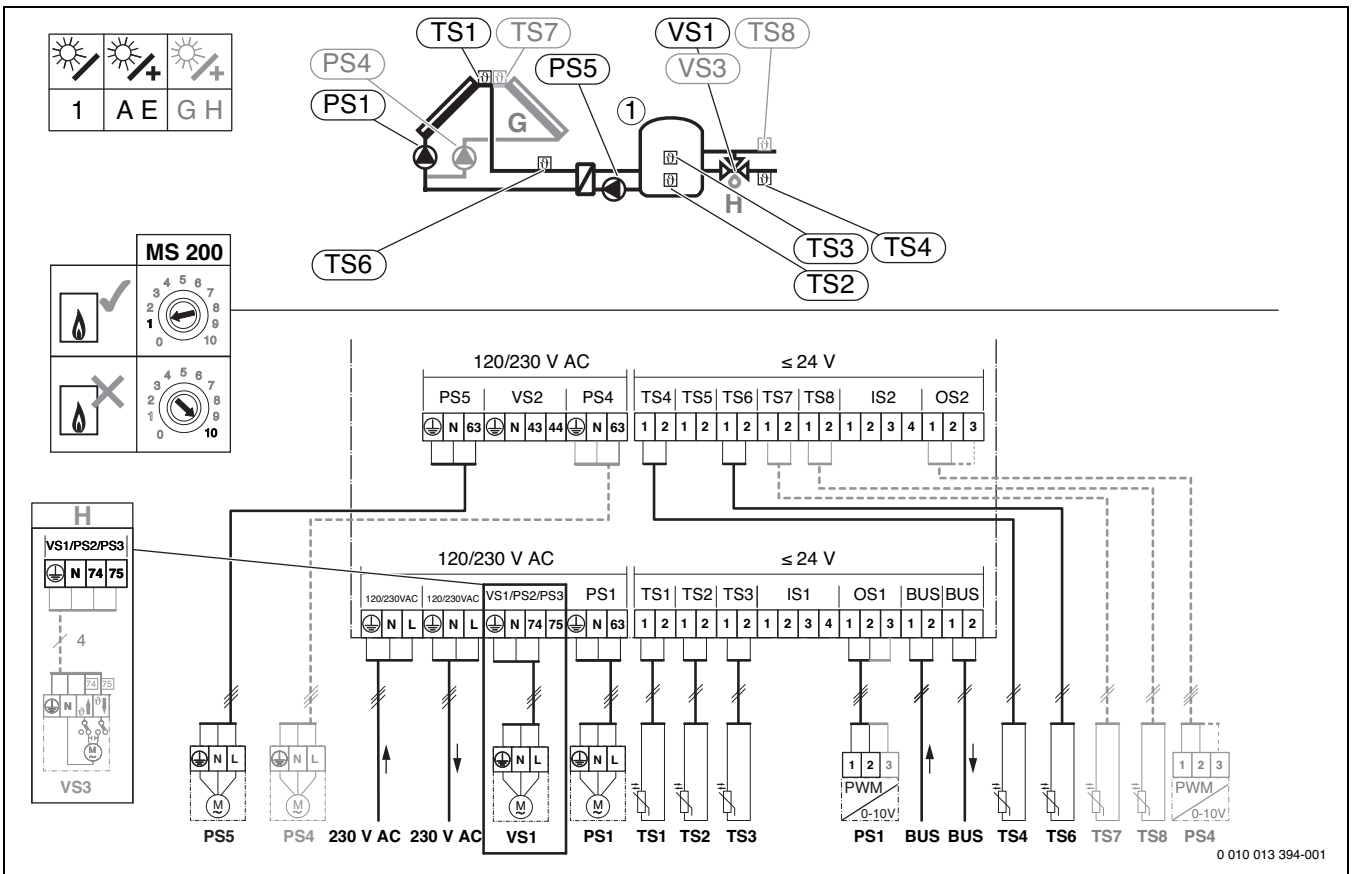 TS1 TS7 VS1 TS8
PS4 PS5 VS3
PS1
1 A E G H
G
1
H
TS3 TS4
TS6 TS2
MS 200
0 1 2 3 4 5 6 7 8 9 10
0 1 2 3 4 5 6 7 8 9 10
120/230 V AC ≤ 24 V
PS5 VS2 PS4 TS4 TS5 TS6 TS7 TS8 IS2 OS2
N 63 N 43 44 N 63 1 2 1 2 1 2 1 2 1 2 1 2 3 4 1 2 3
H
VS1/PS2/PS3
N 74 75
4
74 75
N ϑ ϑ
M
VS3
120/230 V AC ≤ 24 V
120/230VAC 120/230VAC VS1/PS2/PS3 PS1 TS1 TS2 TS3 IS1 OS1 BUS BUS
N L N L N 74 75 N 63 1 2 1 2 1 2 1 2 3 4 1 2 3 1 2 1 2
N L N L N L N L 1 2 3 1 2 3
PWM PWM
M M M M 0-10V 0-10V
PS5 PS4 230 V AC 230 V AC VS1 PS1 TS1 TS2 TS3 PS1 BUS BUS TS4 TS6 TS7 TS8 PS4
0 010 013 394-001